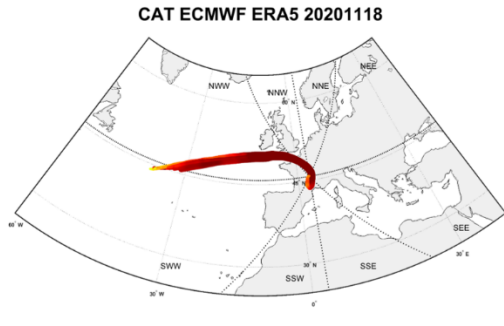 CAT ECMWF ERA5 20201118
NEE
NWW
NNW
NNE
60° N
45° N
60° W
SWW
30° N
SSW
SSE
SEE
30° E
30° W
0°